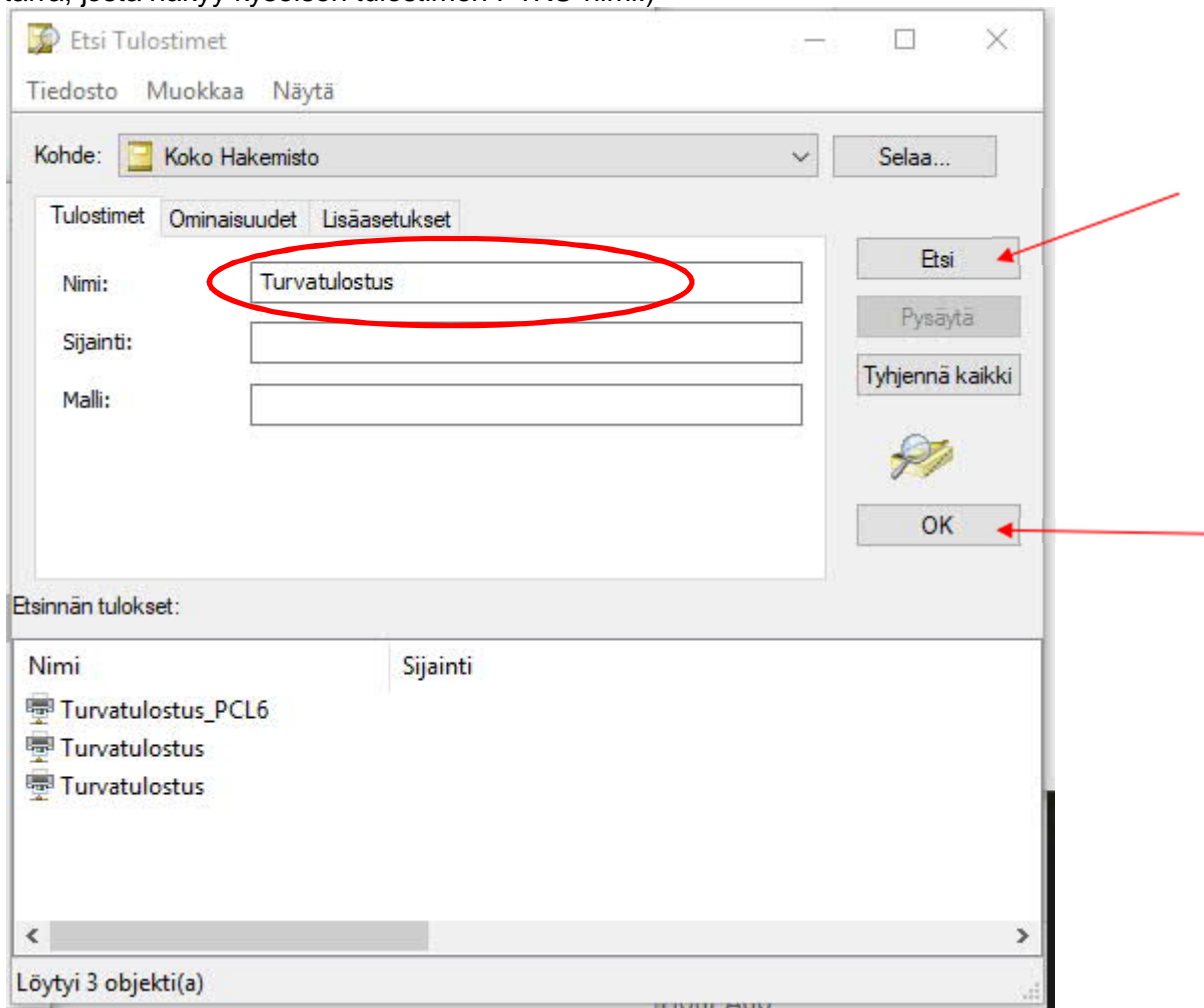 Etsi Tulostimet
Tiedosto Muokkaa Näytä
Kohde: Koko Hakemisto Selaa...
Tulostimet Ominaisuudet Lisäasetukset
Nimi: Turvatulostus Etsi
Pysäytä
Sijainti:
Tyhjennä kaikki
Malli:
OK
Etsinnän tulokset:
Nimi Sijainti
Turvatulostus_PCL6
Turvatulostus
Turvatulostus
Löytyi 3 objekti(a)